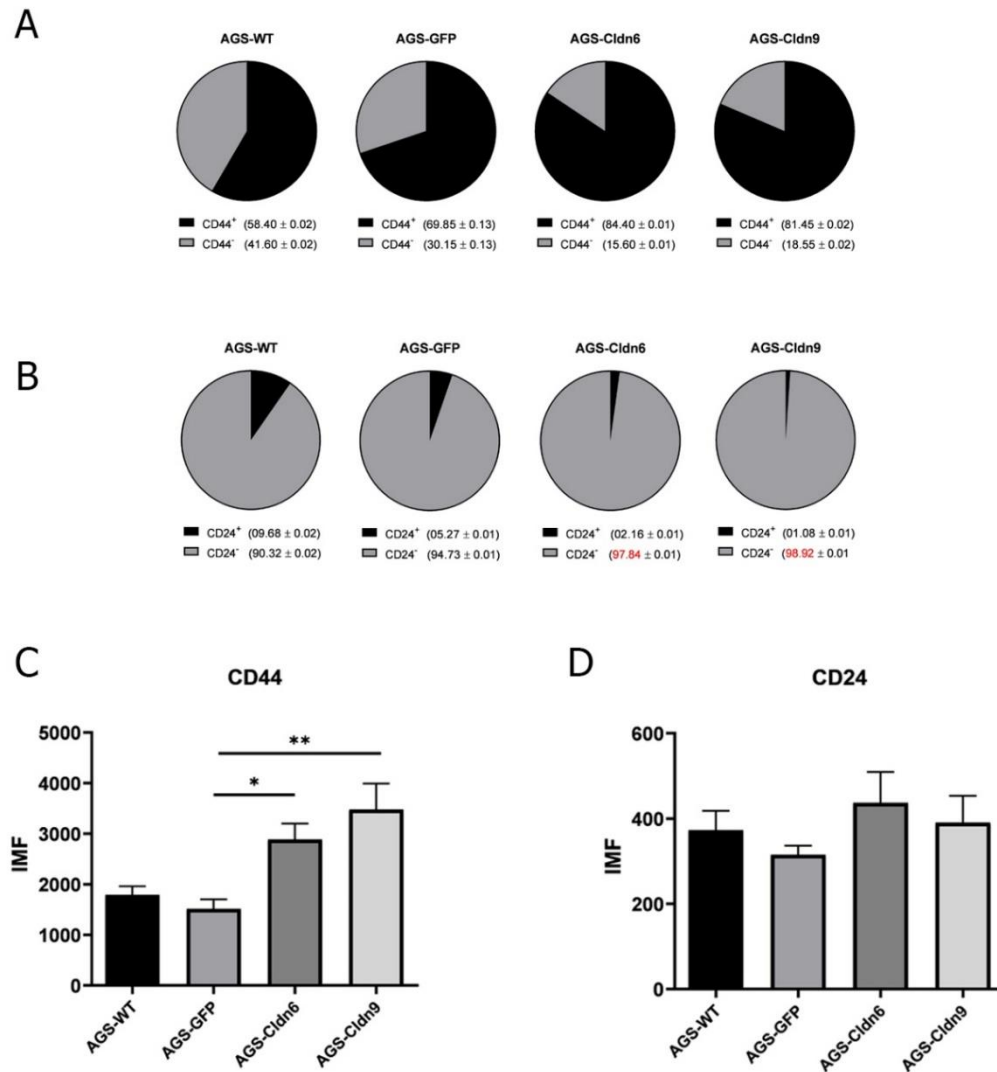 A
AGS-WT AGS-GFP AGS-Cldn6 AGS-Cldn9
CD44⁺ (58.40 ± 0.02) CD44⁺ (69.85 ± 0.13) CD44⁺ (84.40 ± 0.01) CD44⁺ (81.45 ± 0.02)
CD44⁻ (41.60 ± 0.02) CD44⁻ (30.15 ± 0.13) CD44⁻ (15.60 ± 0.01) CD44⁻ (18.55 ± 0.02)
B
AGS-WT AGS-GFP AGS-Cldn6 AGS-Cldn9
CD24⁺ (09.68 ± 0.02) CD24⁺ (05.27 ± 0.01) CD24⁺ (02.16 ± 0.01) CD24⁺ (01.08 ± 0.01)
CD24⁻ (90.32 ± 0.02) CD24⁻ (94.73 ± 0.01) CD24⁻ (97.84 ± 0.01) CD24⁻ (98.92 ± 0.01
C
CD44
IMF
5000
4000
3000
2000
1000
0
**
*
AGS-WT AGS-GFP AGS-Cldn6 AGS-Cldn9
D
CD24
IMF
600
400
200
0
AGS-WT AGS-GFP AGS-Cldn6 AGS-Cldn9